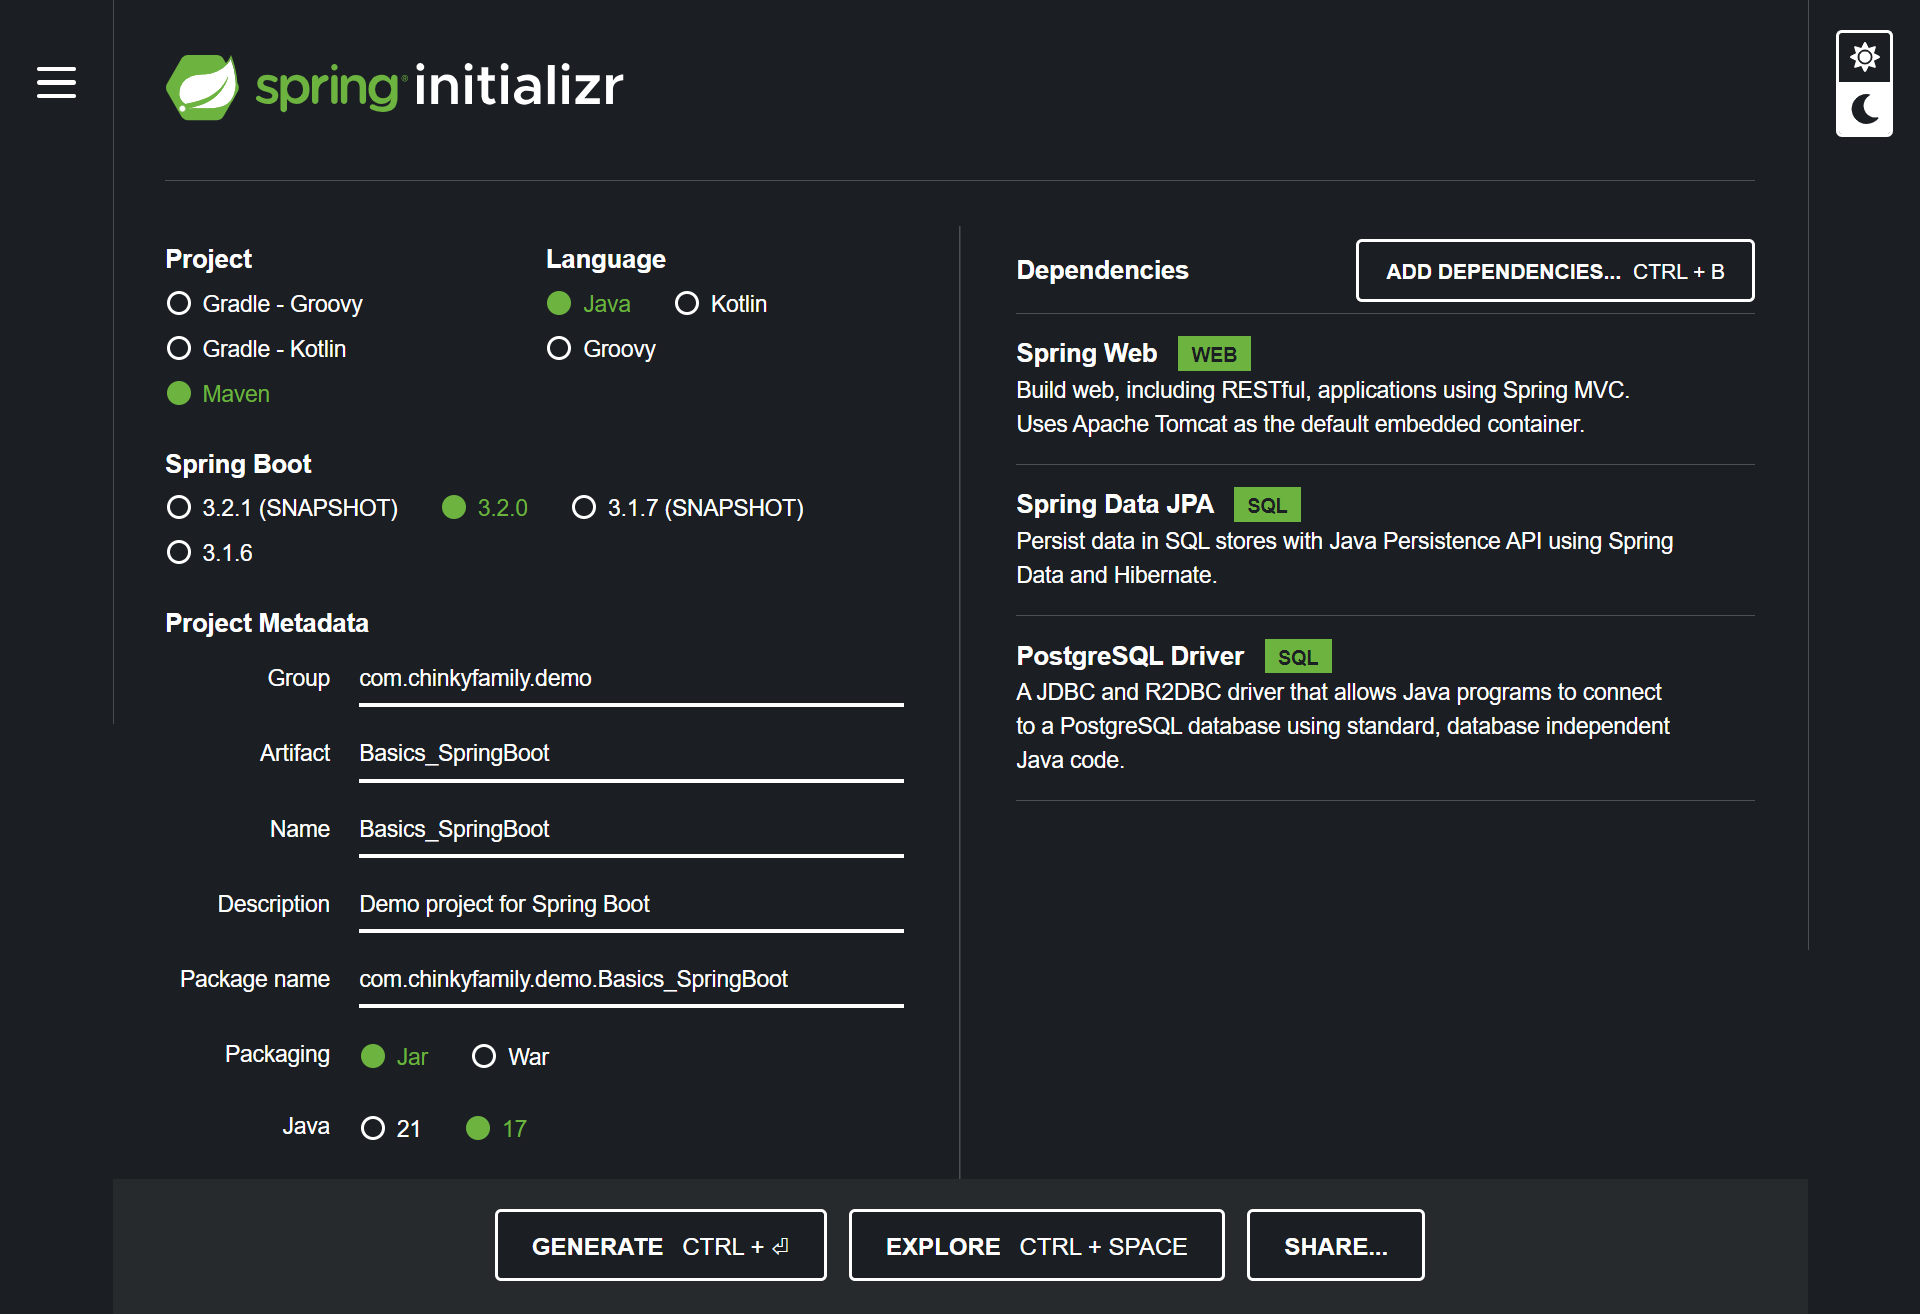 spring initializr
Project
Gradle - Groovy
Gradle - Kotlin
Maven
Language
Java Kotlin
Groovy
Spring Boot
3.2.1 (SNAPSHOT) 3.2.0 3.1.7 (SNAPSHOT)
3.1.6
Project Metadata
Group com.chinkyfamily.demo
Artifact Basics_SpringBoot
Name Basics_SpringBoot
Description Demo project for Spring Boot
Package name com.chinkyfamily.demo.Basics_SpringBoot
Packaging Jar War
Java 21 17
Dependencies ADD DEPENDENCIES... CTRL + B
Spring Web WEB
Build web, including RESTful, applications using Spring MVC.
Uses Apache Tomcat as the default embedded container.
Spring Data JPA SQL
Persist data in SQL stores with Java Persistence API using Spring
Data and Hibernate.
PostgreSQL Driver SQL
A JDBC and R2DBC driver that allows Java programs to connect
to a PostgreSQL database using standard, database independent
Java code.
GENERATE CTRL + ⏎ EXPLORE CTRL + SPACE SHARE...